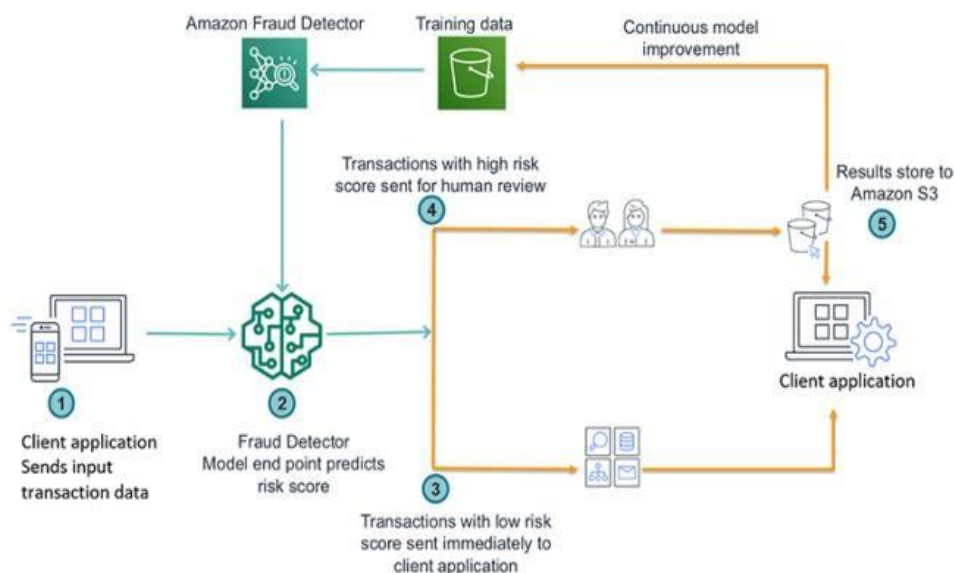 Amazon Fraud Detector
Training data
Continuous model
improvement
Transactions with high risk
score sent for human review
4
Results store to
Amazon S3
5
Client application
1
Client application
Sends input
transaction data
2
Fraud Detector
Model end point predicts
risk score
3
Transactions with low risk
score sent immediately to
client application